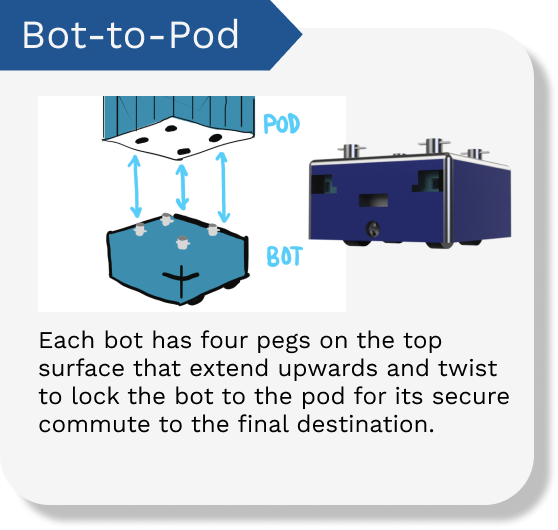 Bot-to-Pod
POD
BOT
Each bot has four pegs on the top
surface that extend upwards and twist
to lock the bot to the pod for its secure
commute to the final destination.